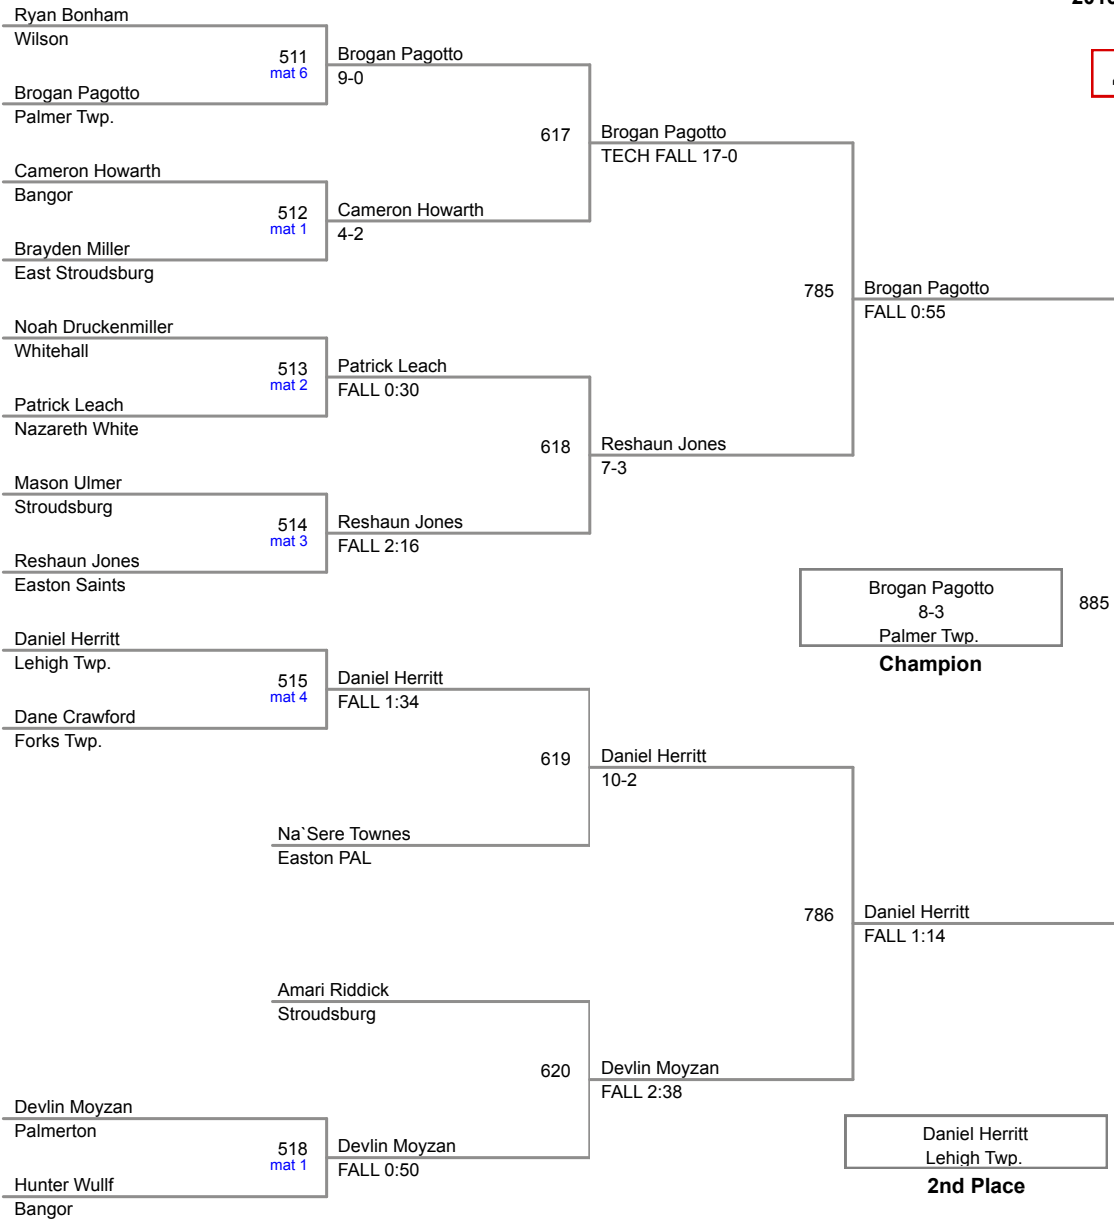 2018
Ryan Bonham
Wilson
511
mat 6
Brogan Pagotto
9-0
Brogan Pagotto
Palmer Twp.
617
Brogan Pagotto
TECH FALL 17-0
Cameron Howarth
Bangor
512
mat 1
Cameron Howarth
4-2
Brayden Miller
East Stroudsburg
785
Brogan Pagotto
FALL 0:55
Noah Druckenmiller
Whitehall
513
mat 2
Patrick Leach
FALL 0:30
Patrick Leach
Nazareth White
618
Reshaun Jones
7-3
Mason Ulmer
Stroudsburg
514
mat 3
Reshaun Jones
FALL 2:16
Reshaun Jones
Easton Saints
Brogan Pagotto
8-3
Palmer Twp.
885
Champion
Daniel Herritt
Lehigh Twp.
515
mat 4
Daniel Herritt
FALL 1:34
Dane Crawford
Forks Twp.
619
Daniel Herritt
10-2
Na`Sere Townes
Easton PAL
786
Daniel Herritt
FALL 1:14
Amari Riddick
Stroudsburg
620
Devlin Moyzan
FALL 2:38
Devlin Moyzan
Palmerton
518
mat 1
Devlin Moyzan
FALL 0:50
Hunter Wullf
Bangor
Daniel Herritt
Lehigh Twp.
2nd Place